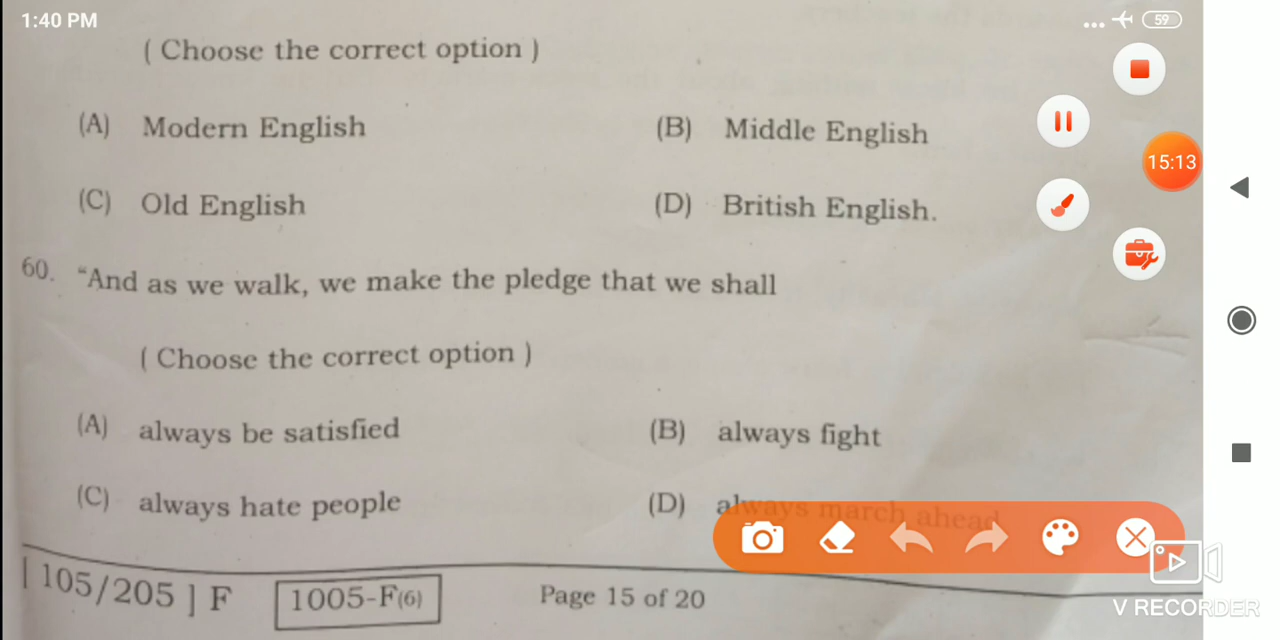 1:40 PM
59
( Choose the correct option )
(A) Modern English
(B) Middle English
15:13
(C) Old English
(D) British English.
60. “And as we walk, we make the pledge that we shall
( Choose the correct option )
(A) always be satisfied
(B) always fight
(C) always hate people
(D) always march ahead
[ 105/205 ] F
1005-F(6)
Page 15 of 20
V RECORDER